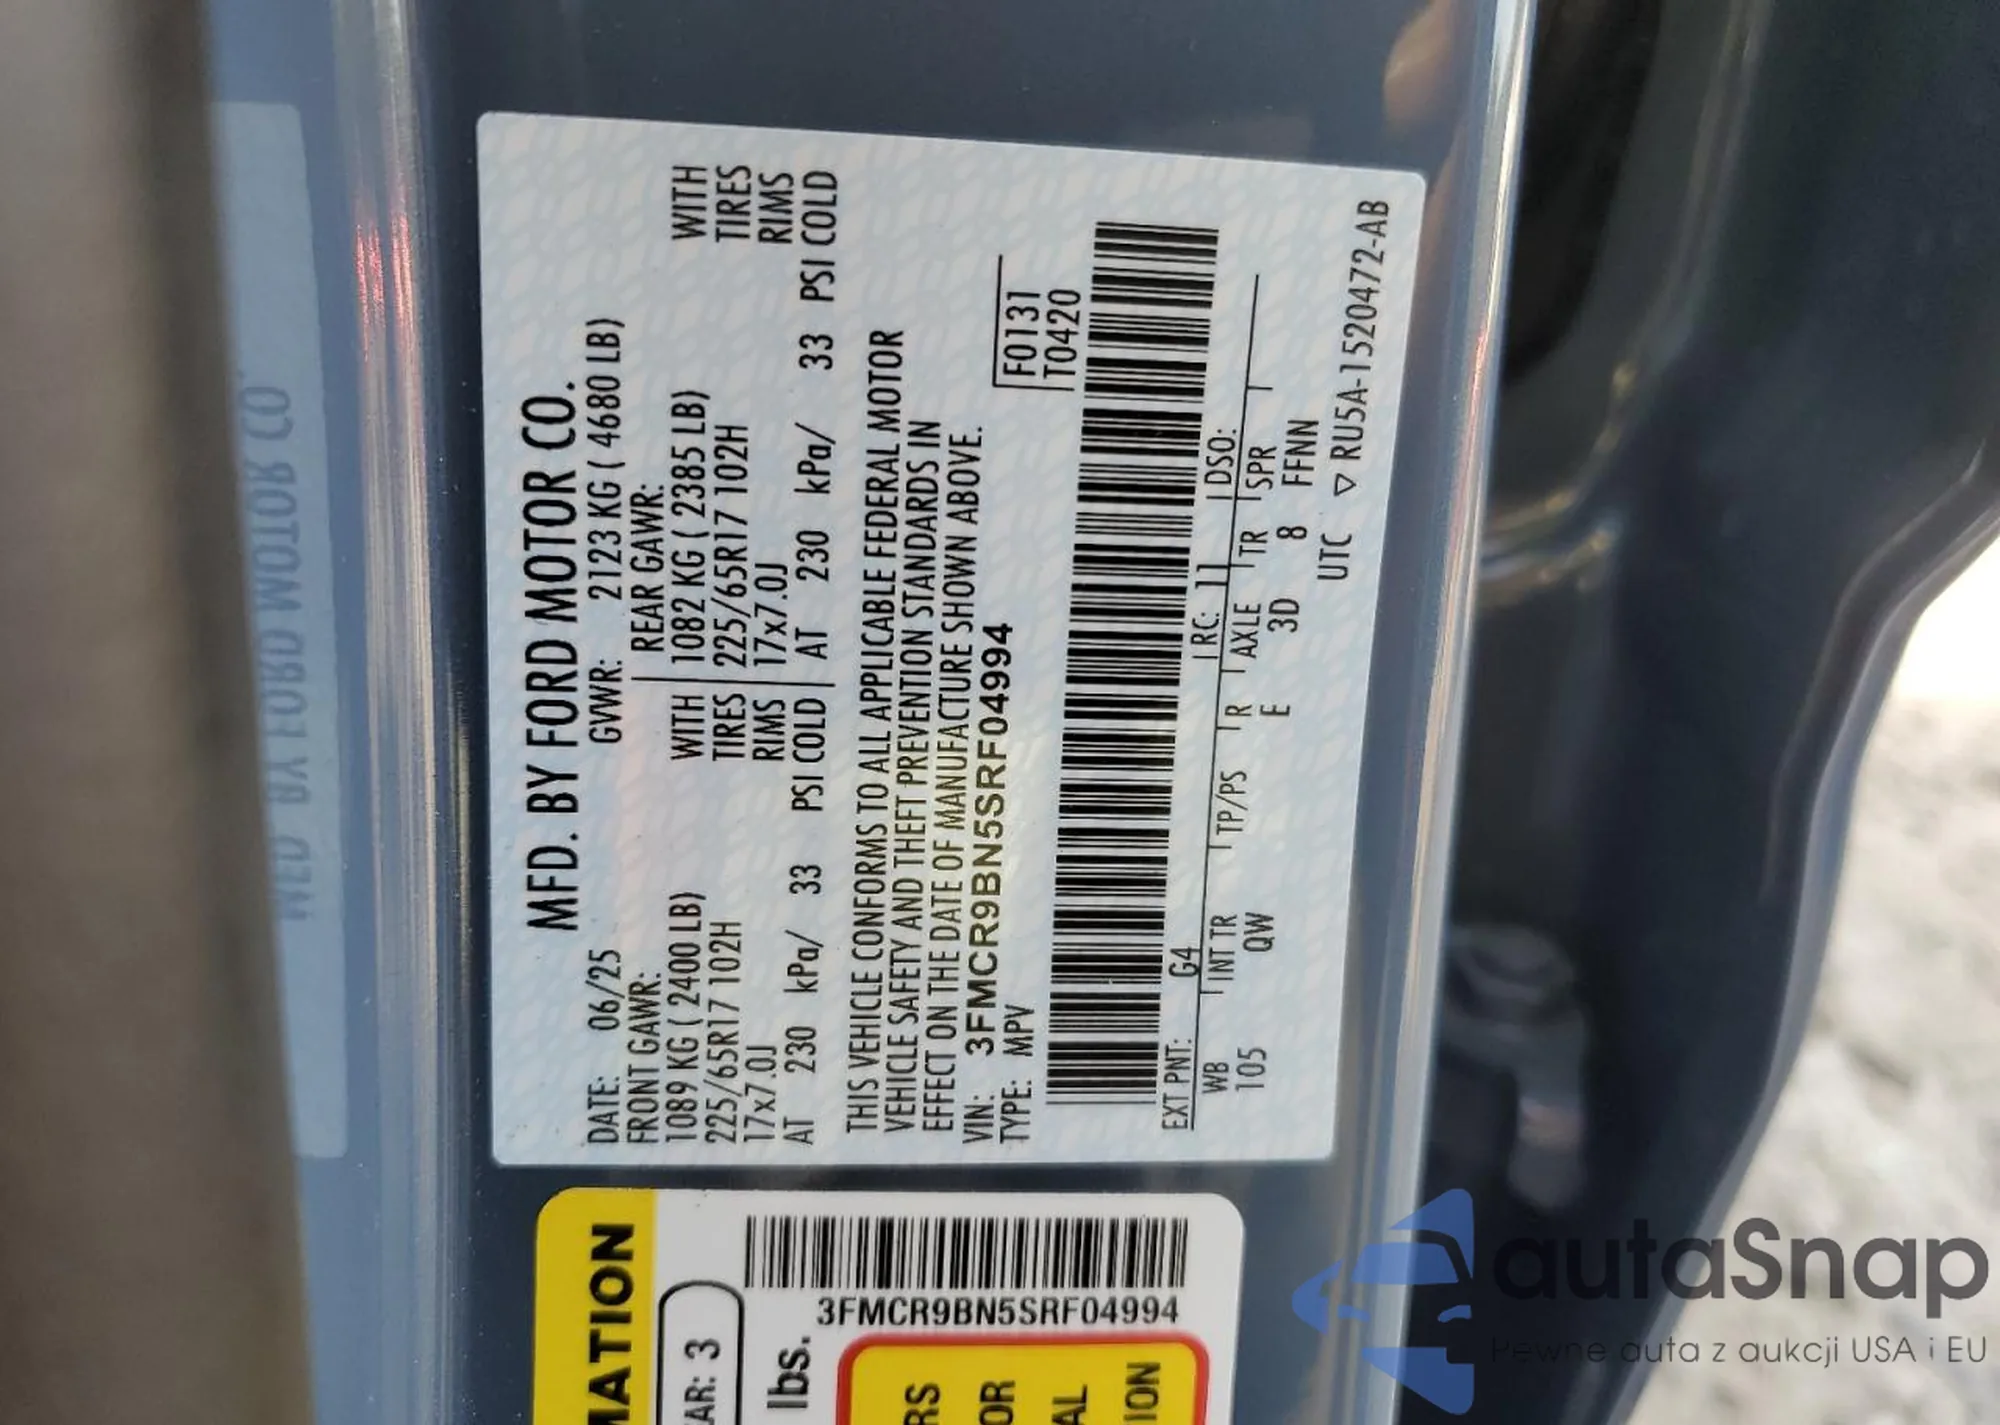 MFD. BY FORD MOTOR CO.
DATE: 06/25 GVWR: 2123 KG ( 4680 LB)
FRONT GAWR: REAR GAWR:
1089 KG ( 2400 LB) WITH 1082 KG ( 2385 LB) WITH
225/65R17 102H TIRES 225/65R17 102H TIRES
17x7.0J RIMS 17x7.0J RIMS
AT 230 kPa/ 33 PSI COLD AT 230 kPa/ 33 PSI COLD
THIS VEHICLE CONFORMS TO ALL APPLICABLE FEDERAL MOTOR
VEHICLE SAFETY AND THEFT PREVENTION STANDARDS IN
EFFECT ON THE DATE OF MANUFACTURE SHOWN ABOVE.
VIN: 3FMCR9BN5SRF04994
TYPE: MPV
F0131
T0420
EXT PNT: G4 RC: 11 DSO:
WB INT TR TP/PS R AXLE TR SPR
105 QW E 3D 8 FFNN
UTC ▽ RU5A-1520472-AB
MATION
AR: 3
3FMCR9BN5SRF04994
lbs.
RS
OR
AL
ION
MFD. BY FORD MOTOR CO.
autaSnap
Pewne auta z aukcji USA i EU